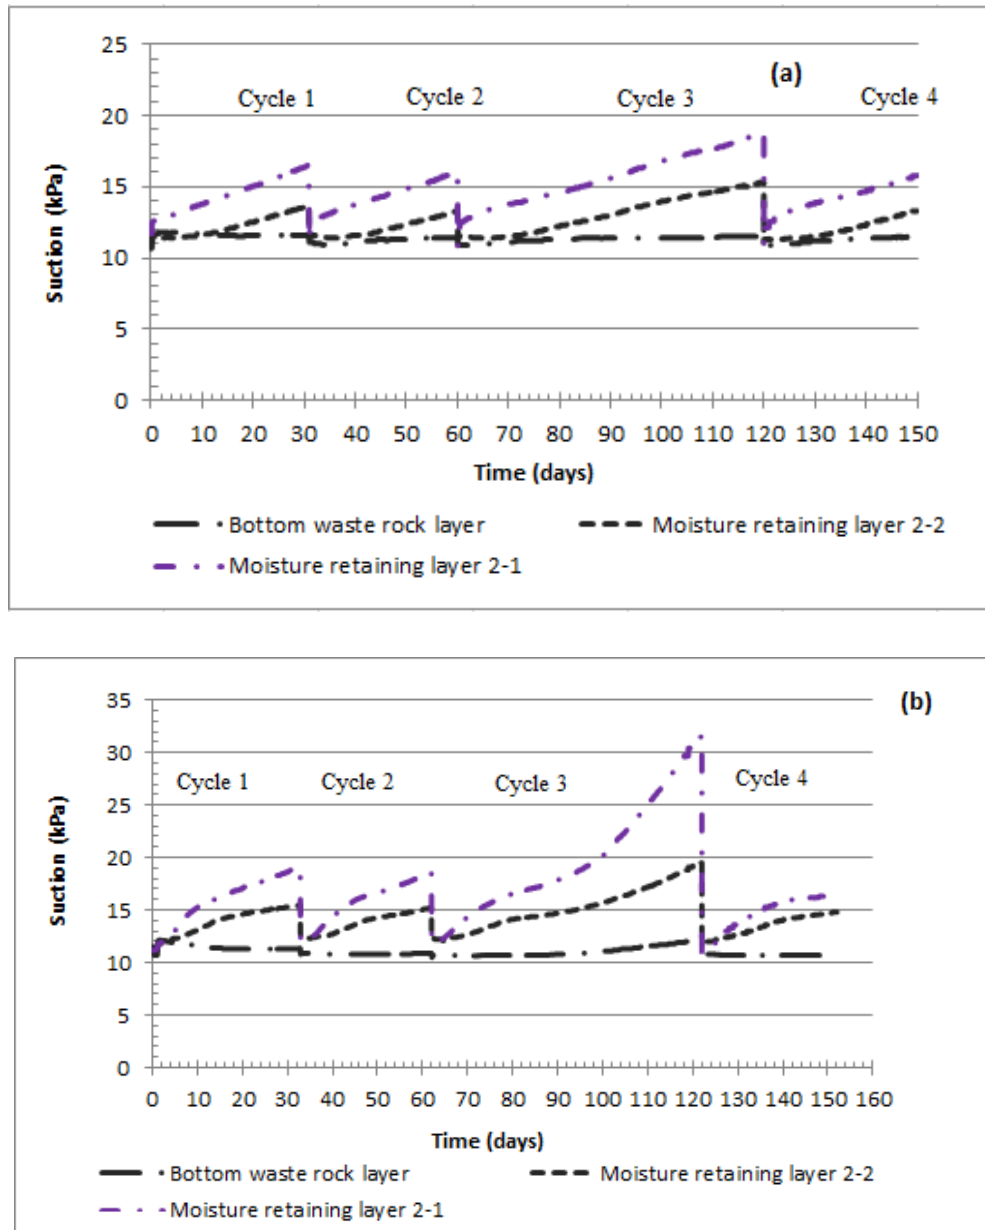 (a)
25
20
15
10
5
0
Suction (kPa)
Cycle 1 Cycle 2 Cycle 3 Cycle 4
0 10 20 30 40 50 60 70 80 90 100 110 120 130 140 150
Time (days)
Bottom waste rock layer Moisture retaining layer 2-2
Moisture retaining layer 2-1
(b)
35
30
25
20
15
10
5
0
Suction (kPa)
Cycle 1 Cycle 2 Cycle 3 Cycle 4
0 10 20 30 40 50 60 70 80 90 100 110 120 130 140 150 160
Time (days)
Bottom waste rock layer Moisture retaining layer 2-2
Moisture retaining layer 2-1